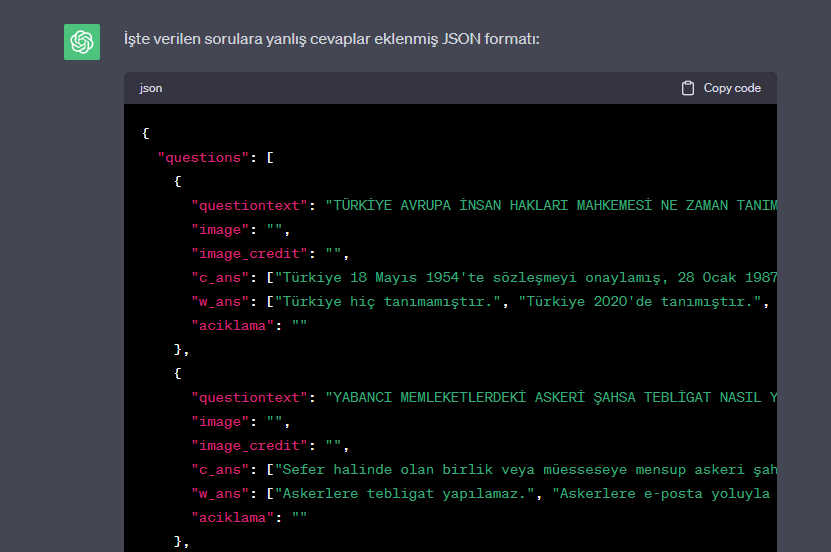 İşte verilen sorulara yanlış cevaplar eklenmiş JSON formatı:
json
Copy code
{
"questions": [
{
"questiontext": "TÜRKİYE AVRUPA İNSAN HAKLARI MAHKEMESİ NE ZAMAN TANIM
"image": "",
"image_credit": "",
"c_ans": ["Türkiye 18 Mayıs 1954'te sözleşmeyi onaylamış, 28 Ocak 1987
"w_ans": ["Türkiye hiç tanımamıştır.", "Türkiye 2020'de tanımıştır.",
"aciklama": ""
},
{
"questiontext": "YABANCI MEMLEKETLERDEKİ ASKERİ ŞAHSA TEBLİGAT NASIL Y
"image": "",
"image_credit": "",
"c_ans": ["Sefer halinde olan birlik veya müesseseye mensup askeri şah
"w_ans": ["Askerlere tebligat yapılamaz.", "Askerlere e-posta yoluyla
"aciklama": ""
},